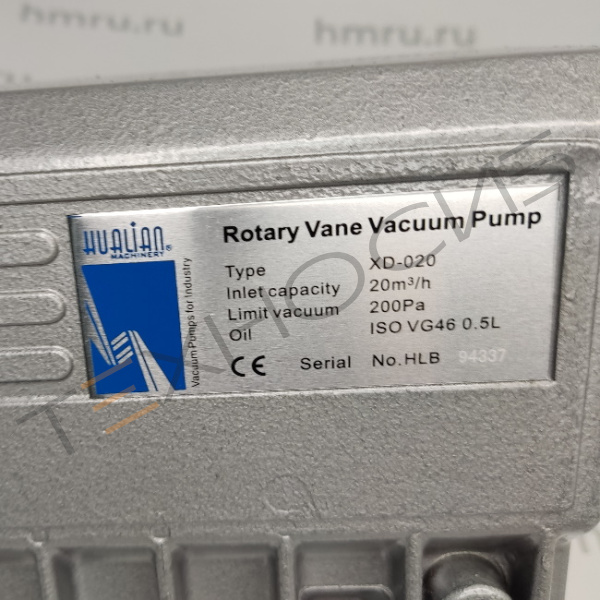 hmru.ru
hmru.ru
HUALIAN®
MACHINERY
Vacuum Pumps for Industry
Rotary Vane Vacuum Pump
Type XD-020
Inlet capacity 20m³/h
Limit vacuum 200Pa
Oil ISO VG46 0.5L
CE Serial No.HLB 94337
ТЕХНОСИБ